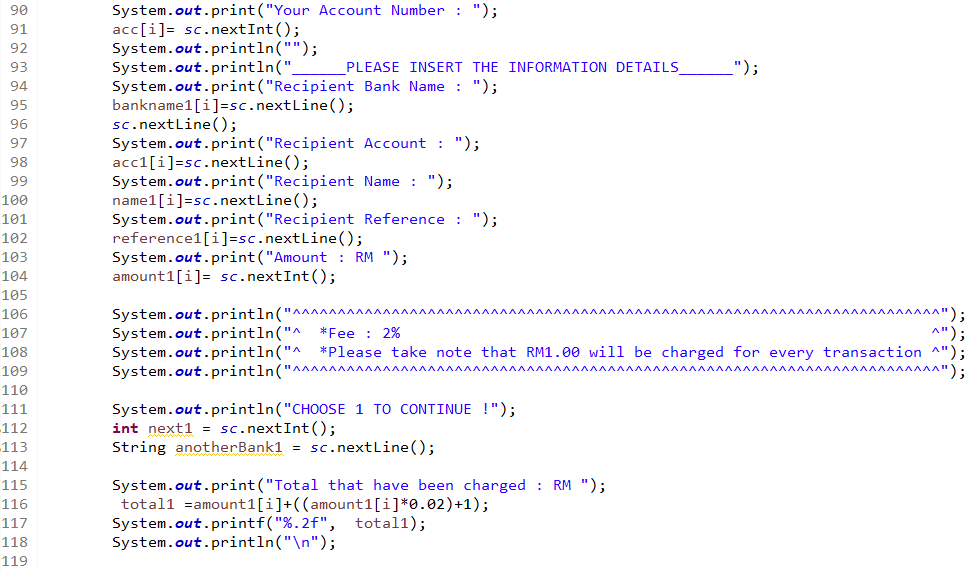 90 System.out.print("Your Account Number : ");
91 acc[i]= sc.nextInt();
92 System.out.println("");
93 System.out.println("______PLEASE INSERT THE INFORMATION DETAILS______");
94 System.out.print("Recipient Bank Name : ");
95 bankname1[i]=sc.nextLine();
96 sc.nextLine();
97 System.out.print("Recipient Account : ");
98 acc1[i]=sc.nextLine();
99 System.out.print("Recipient Name : ");
100 name1[i]=sc.nextLine();
101 System.out.print("Recipient Reference : ");
102 reference1[i]=sc.nextLine();
103 System.out.print("Amount : RM ");
104 amount1[i]= sc.nextInt();
105
106 System.out.println("^^^^^^^^^^^^^^^^^^^^^^^^^^^^^^^^^^^^^^^^^^^^^^^^^^^^^^^^^^^^^^^^^^^^^^^^");
107 System.out.println("^  *Fee : 2%                                                           ^");
108 System.out.println("^  *Please take note that RM1.00 will be charged for every transaction ^");
109 System.out.println("^^^^^^^^^^^^^^^^^^^^^^^^^^^^^^^^^^^^^^^^^^^^^^^^^^^^^^^^^^^^^^^^^^^^^^^^");
110
111 System.out.println("CHOOSE 1 TO CONTINUE !");
112 int next1 = sc.nextInt();
113 String anotherBank1 = sc.nextLine();
114
115 System.out.print("Total that have been charged : RM ");
116  total1 =amount1[i]+((amount1[i]*0.02)+1);
117 System.out.printf("%.2f",  total1);
118 System.out.println("\n");
119